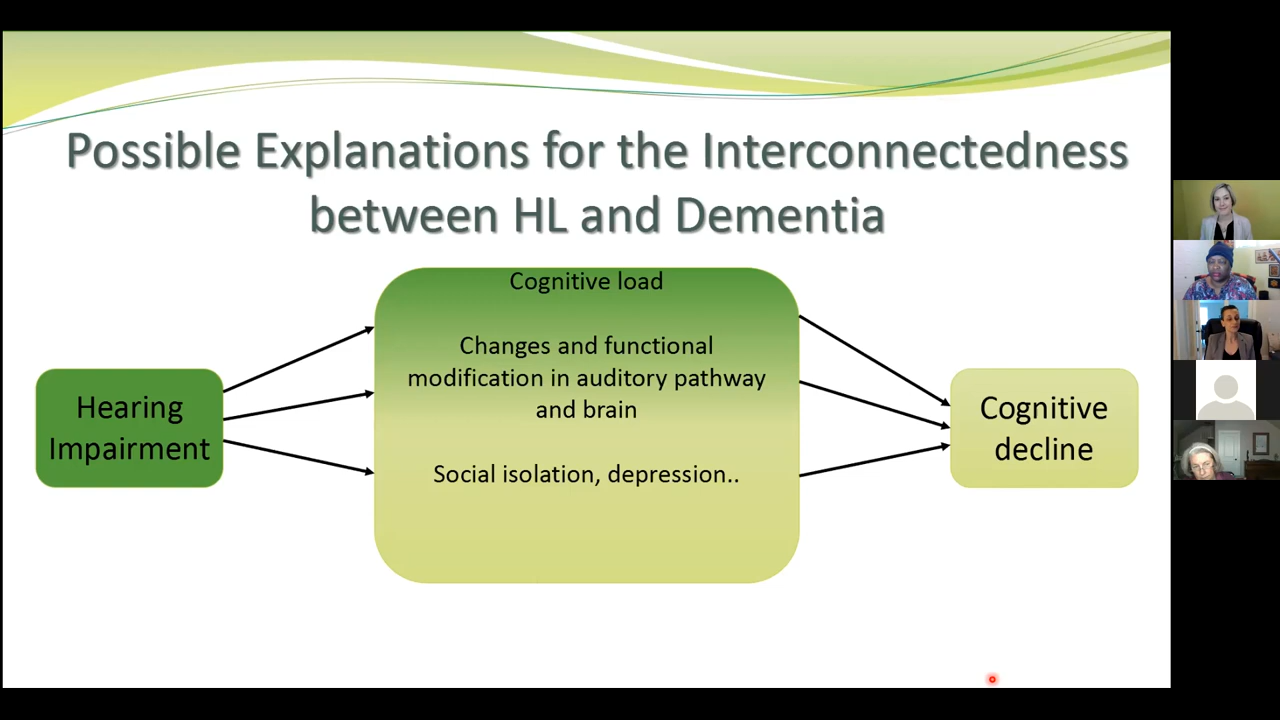 Possible Explanations for the Interconnectedness
between HL and Dementia
Hearing
Impairment
Cognitive load
Changes and functional
modification in auditory pathway
and brain
Social isolation, depression..
Cognitive
decline